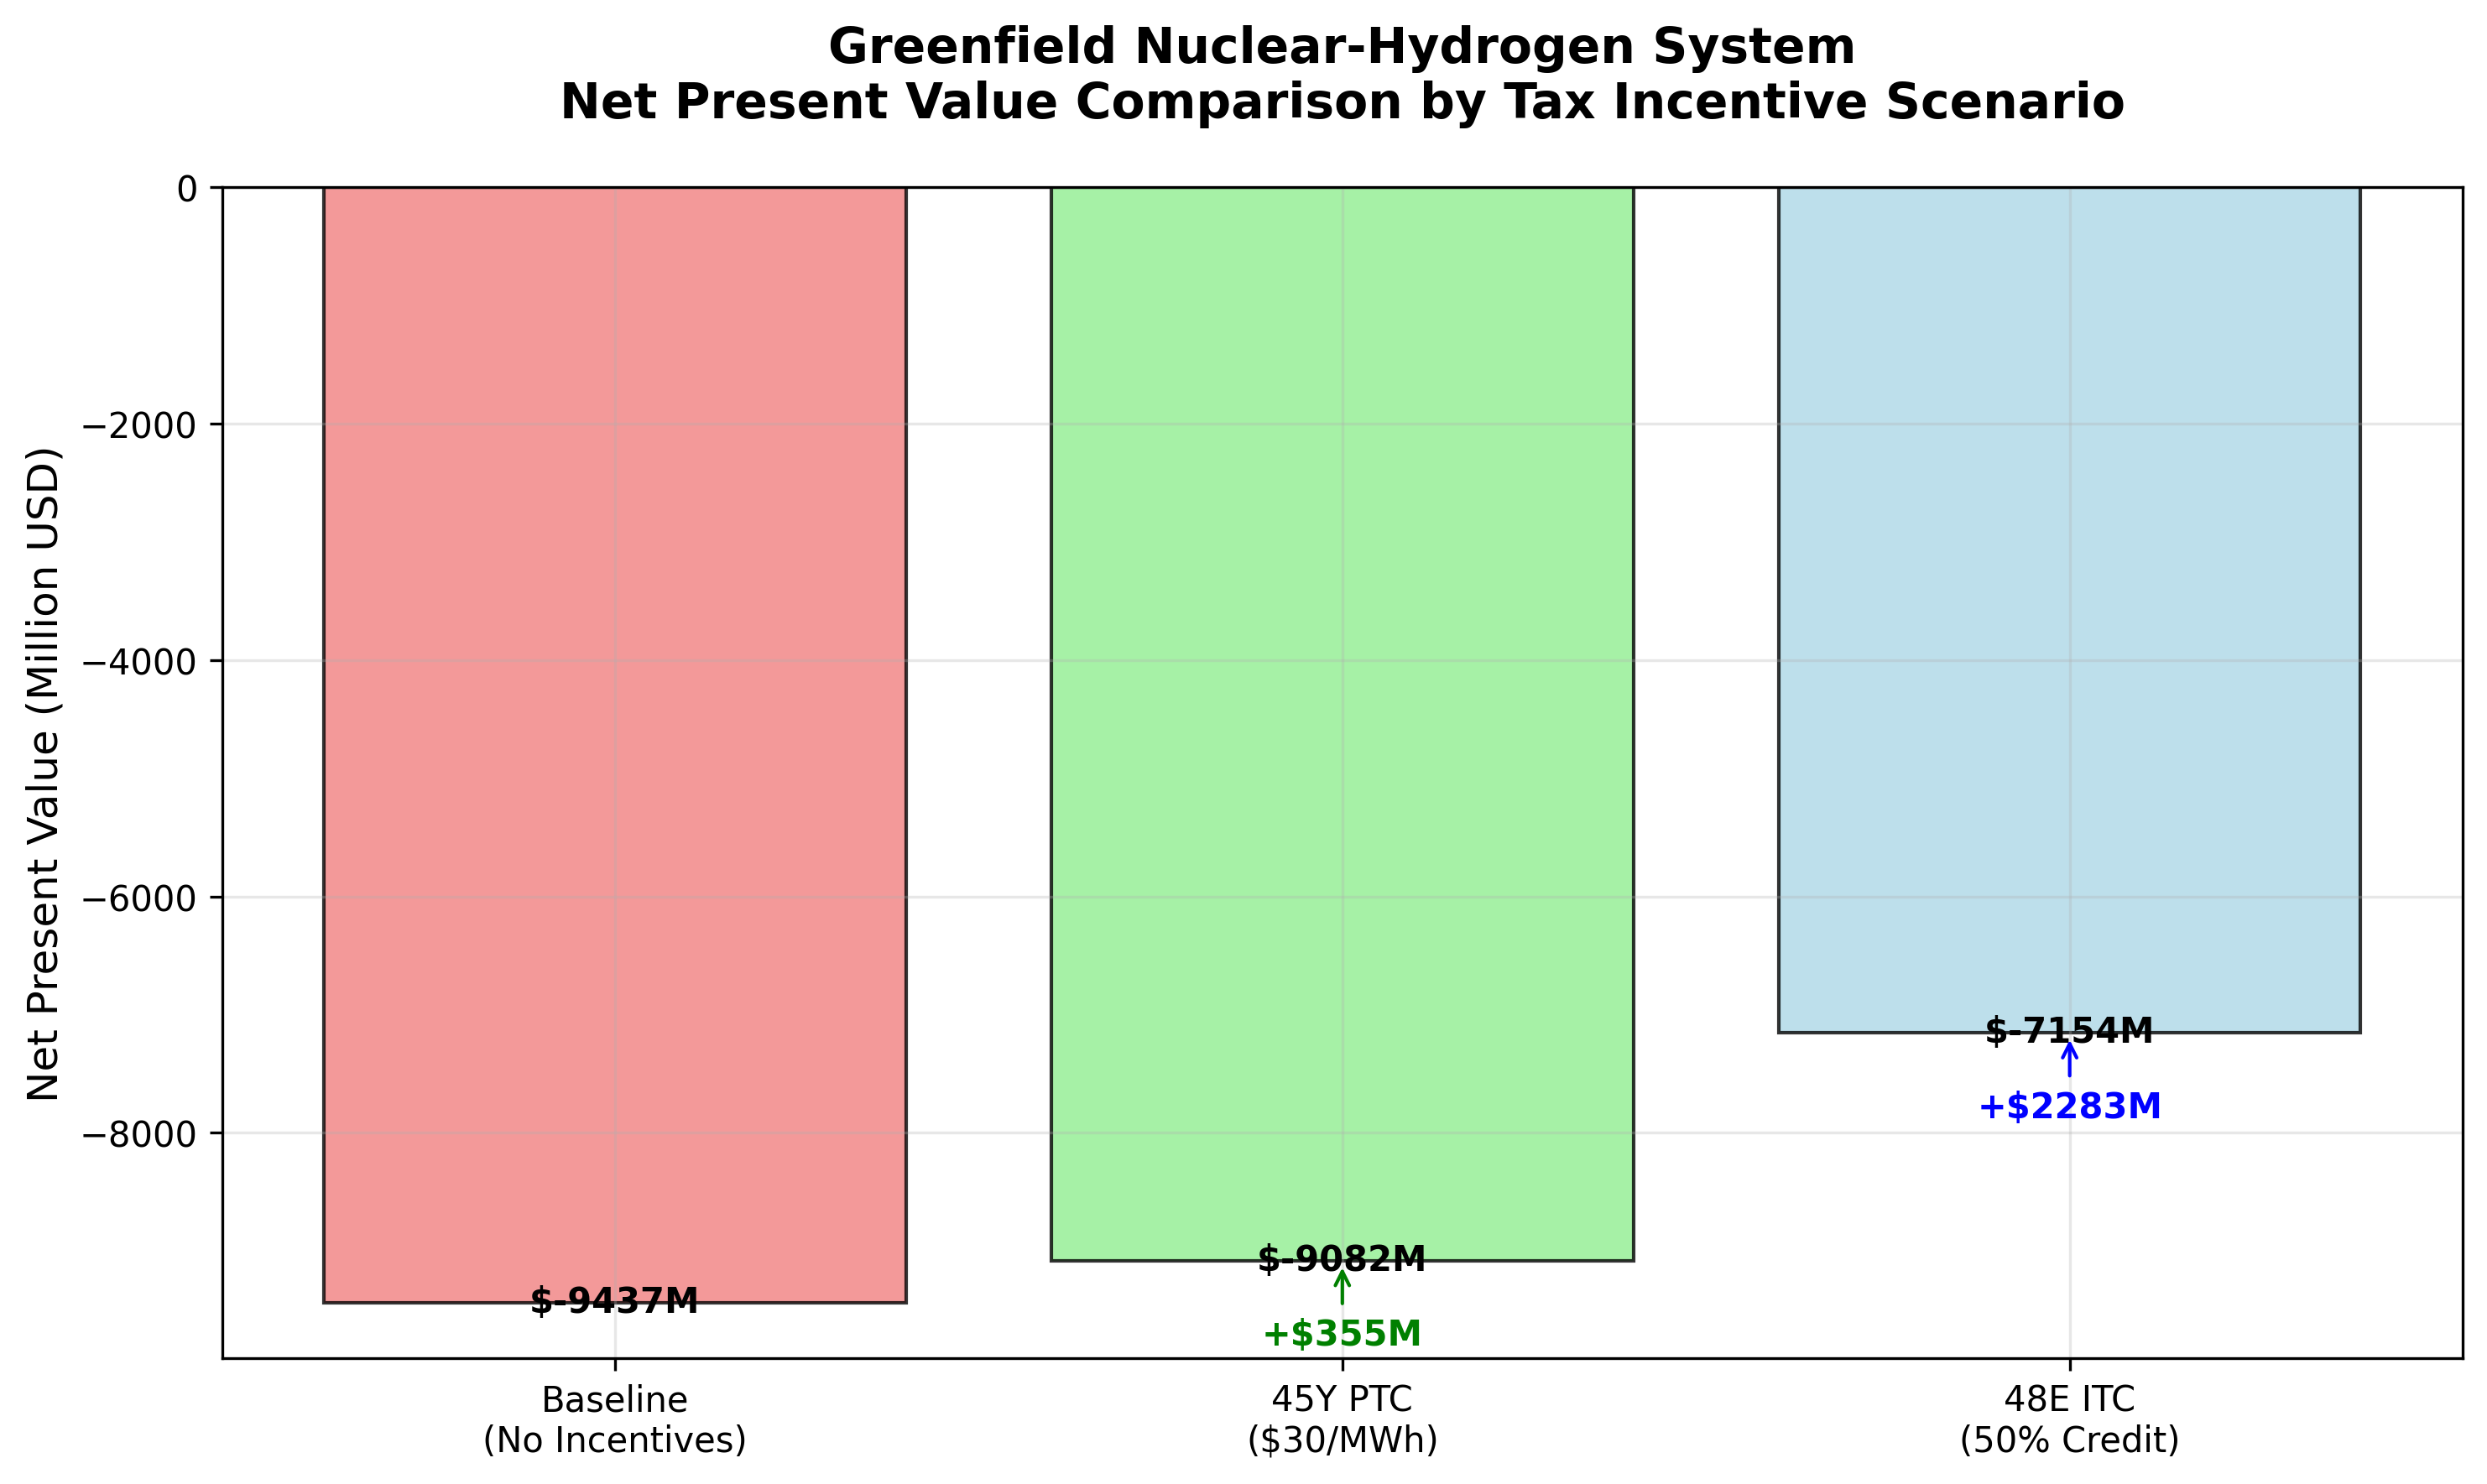 Greenfield Nuclear-Hydrogen System
Net Present Value Comparison by Tax Incentive Scenario
Net Present Value (Million USD)
0
−2000
−4000
−6000
−8000
$-9437M
$-9082M
+$355M
$-7154M
+$2283M
Baseline
(No Incentives)
45Y PTC
($30/MWh)
48E ITC
(50% Credit)